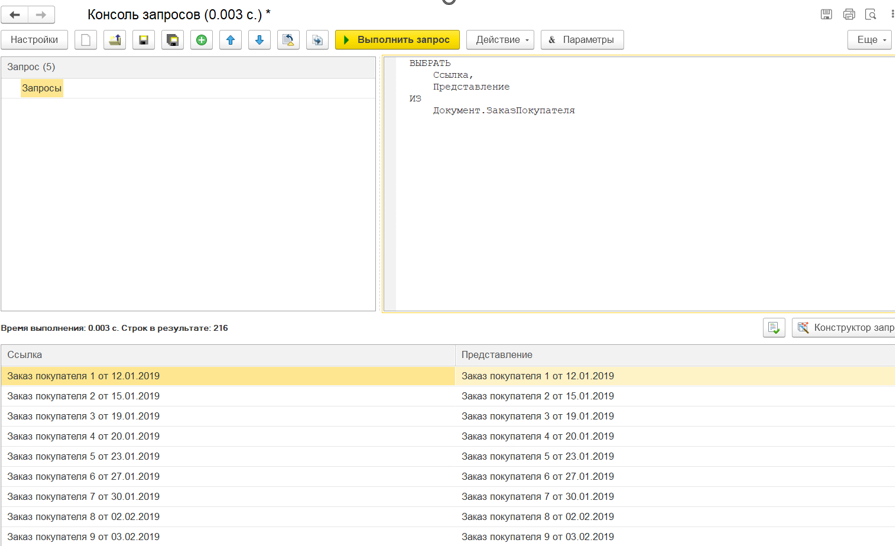 Консоль запросов (0.003 с.) *
Настройки
Выполнить запрос
Действие
& Параметры
Еще
Запрос (5)
Запросы
ВЫБРАТЬ
Ссылка,
Представление
ИЗ
Документ.ЗаказПокупателя
Время выполнения: 0.003 с. Строк в результате: 216
Конструктор запр
Ссылка Представление
Заказ покупателя 1 от 12.01.2019 Заказ покупателя 1 от 12.01.2019
Заказ покупателя 2 от 15.01.2019 Заказ покупателя 2 от 15.01.2019
Заказ покупателя 3 от 19.01.2019 Заказ покупателя 3 от 19.01.2019
Заказ покупателя 4 от 20.01.2019 Заказ покупателя 4 от 20.01.2019
Заказ покупателя 5 от 23.01.2019 Заказ покупателя 5 от 23.01.2019
Заказ покупателя 6 от 27.01.2019 Заказ покупателя 6 от 27.01.2019
Заказ покупателя 7 от 30.01.2019 Заказ покупателя 7 от 30.01.2019
Заказ покупателя 8 от 02.02.2019 Заказ покупателя 8 от 02.02.2019
Заказ покупателя 9 от 03.02.2019 Заказ покупателя 9 от 03.02.2019